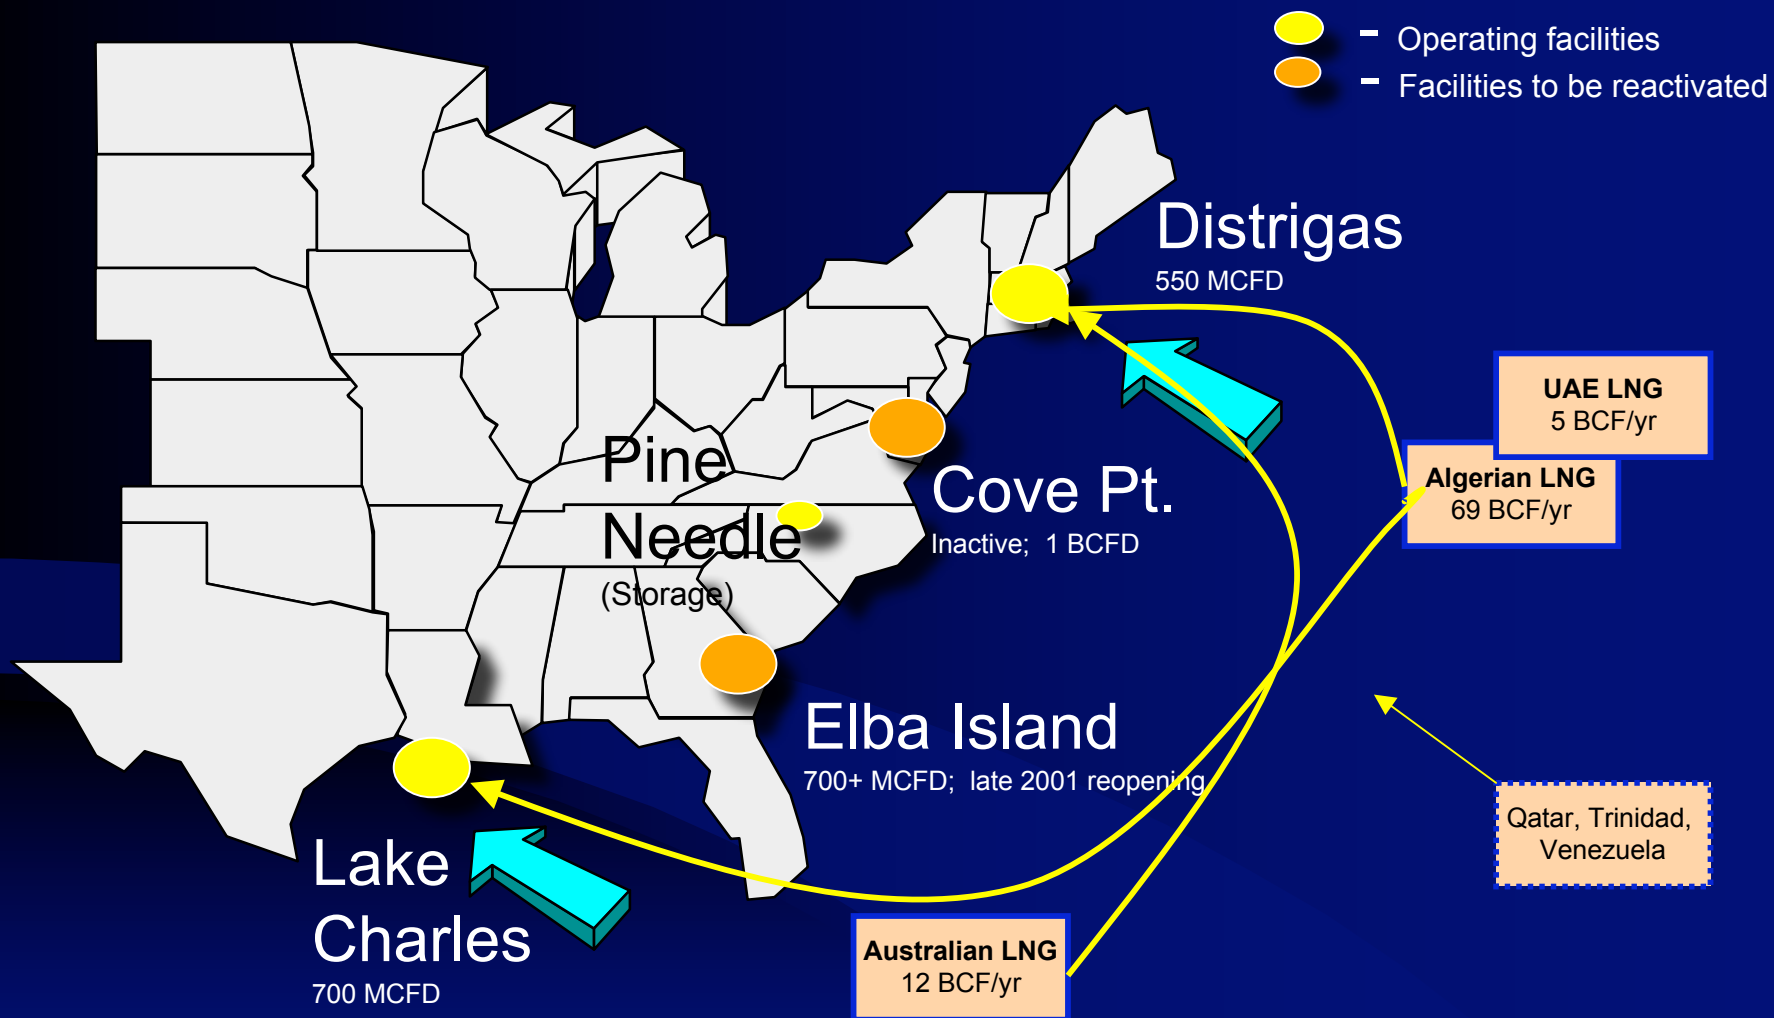 - Operating facilities
- Facilities to be reactivated
Distrigas
550 MCFD
UAE LNG
5 BCF/yr
Algerian LNG
69 BCF/yr
Pine
Needle
(Storage)
Cove Pt.
Inactive; 1 BCFD
Elba Island
700+ MCFD; late 2001 reopening
Qatar, Trinidad,
Venezuela
Lake
Charles
700 MCFD
Australian LNG
12 BCF/yr